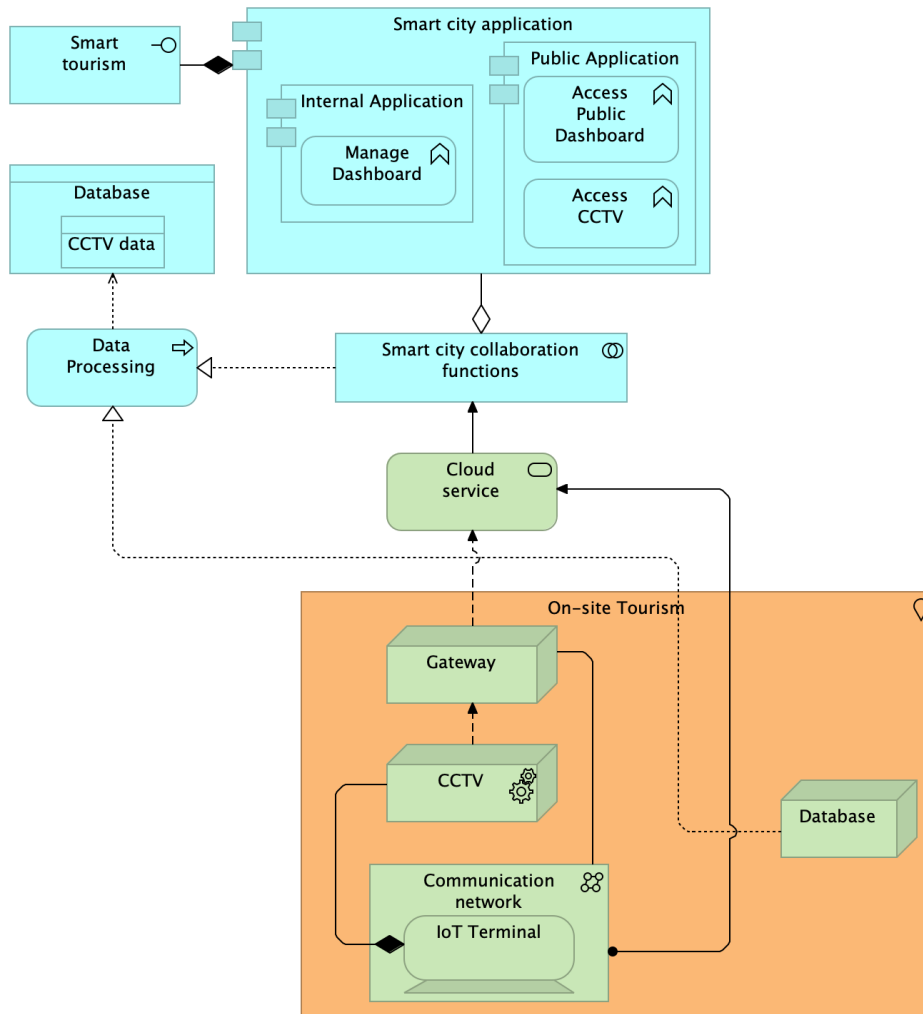 Smart city application
Smart
tourism
Public Application
Internal Application
Access
Public
Dashboard
Manage
Dashboard
Access
CCTV
Database
CCTV data
Data
Processing
Smart city collaboration
functions
Cloud
service
On-site Tourism
Gateway
CCTV
Database
Communication
network
IoT Terminal